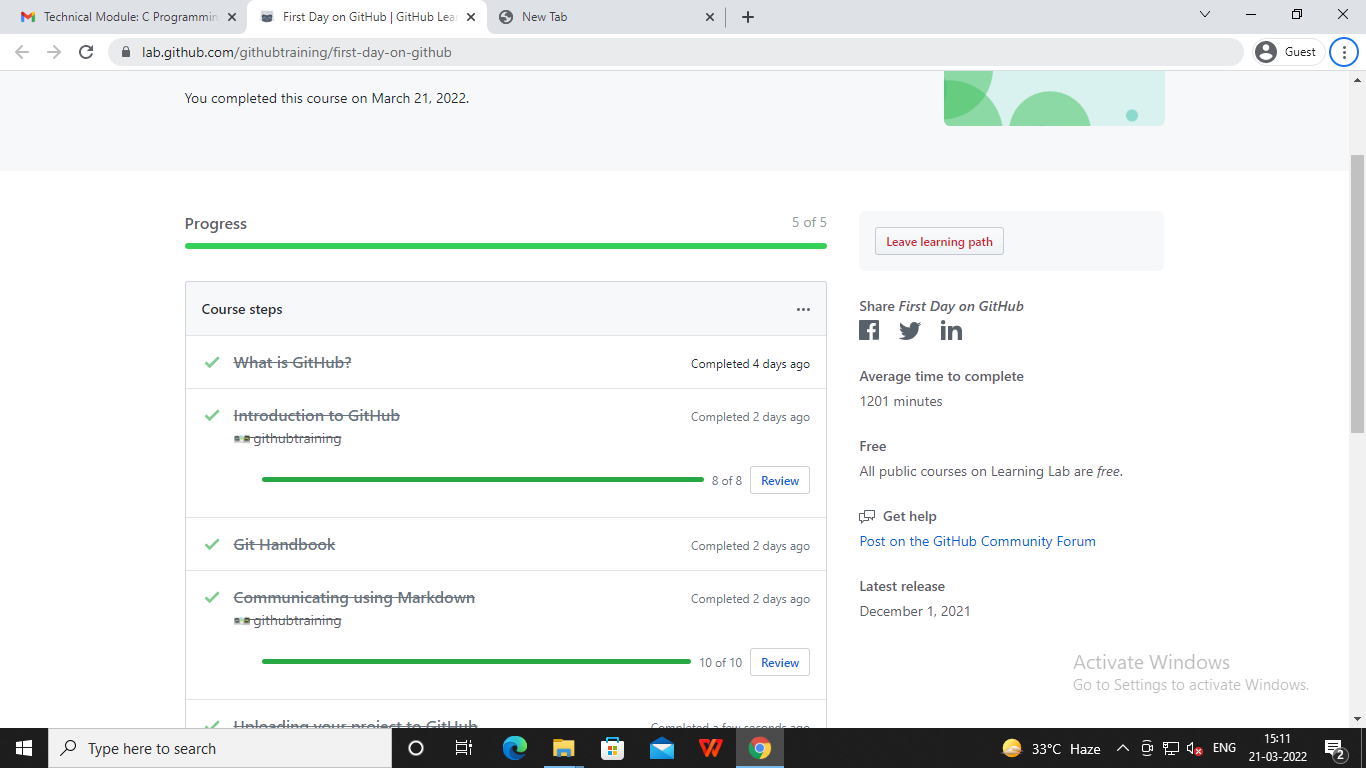 Technical Module: C Programmin
First Day on GitHub | GitHub Lea
New Tab
lab.github.com/githubtraining/first-day-on-github
Guest
You completed this course on March 21, 2022.
Progress
5 of 5
Leave learning path
Course steps
What is GitHub?
Completed 4 days ago
Introduction to GitHub
Completed 2 days ago
githubtraining
8 of 8
Review
Git Handbook
Completed 2 days ago
Communicating using Markdown
Completed 2 days ago
githubtraining
10 of 10
Review
Uploading your project to GitHub
Completed a few seconds ago
Share First Day on GitHub
Average time to complete
1201 minutes
Free
All public courses on Learning Lab are free.
Get help
Post on the GitHub Community Forum
Latest release
December 1, 2021
Activate Windows
Go to Settings to activate Windows.
Type here to search
33°C Haze
ENG
15:11
21-03-2022
2